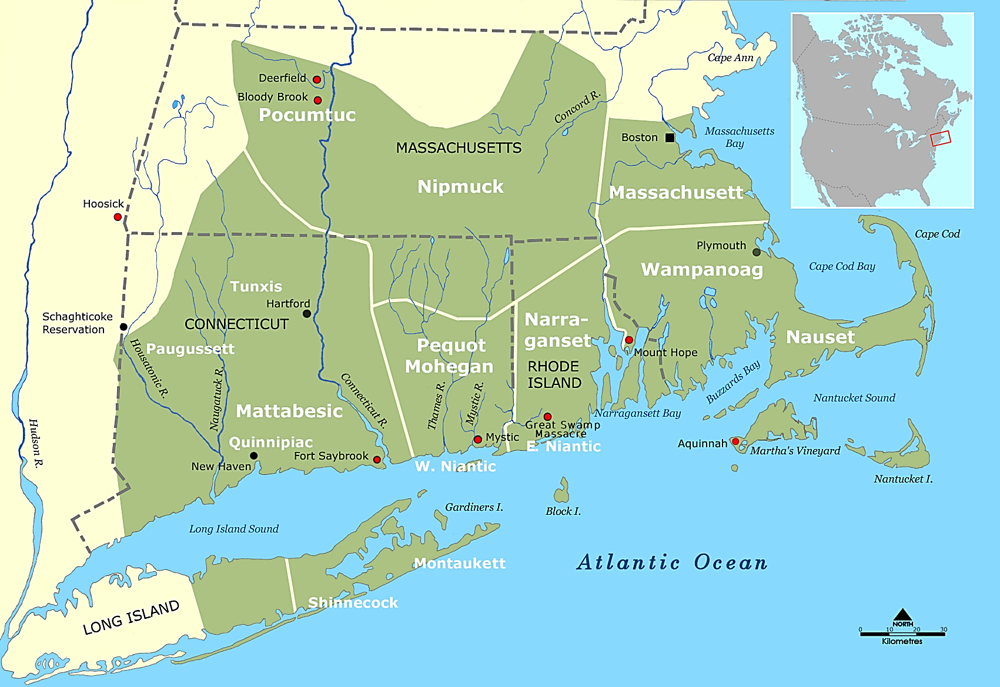 Cape Ann
Deerfield
Bloody Brook
Pocumtuc
Concord R.
MASSACHUSETTS
Boston
Massachusetts
Bay
Nipmuck
Massachusett
Hoosick
Cape Cod
Plymouth
Cape Cod Bay
Wampanoag
Tunxis
Hartford
CONNECTICUT
Schaghticoke
Reservation
Paugussett
Housatonic R.
Naugatuck R.
Narra-
ganset
Pequot
Mohegan
RHODE
ISLAND
Mount Hope
Nauset
Buzzards Bay
Nantucket Sound
Hudson R.
Mattabesic
Connecticut R.
Thames R.
Mystic R.
Narragansett Bay
Great Swamp
Massacre
Mystic
E. Niantic
Quinnipiac
New Haven
Fort Saybrook
W. Niantic
Aquinnah
Martha's Vineyard
Nantucket I.
Gardiners I.
Block I.
Long Island Sound
Montaukett
Atlantic Ocean
Shinnecock
LONG ISLAND
NORTH
0 10 20 30
Kilometres